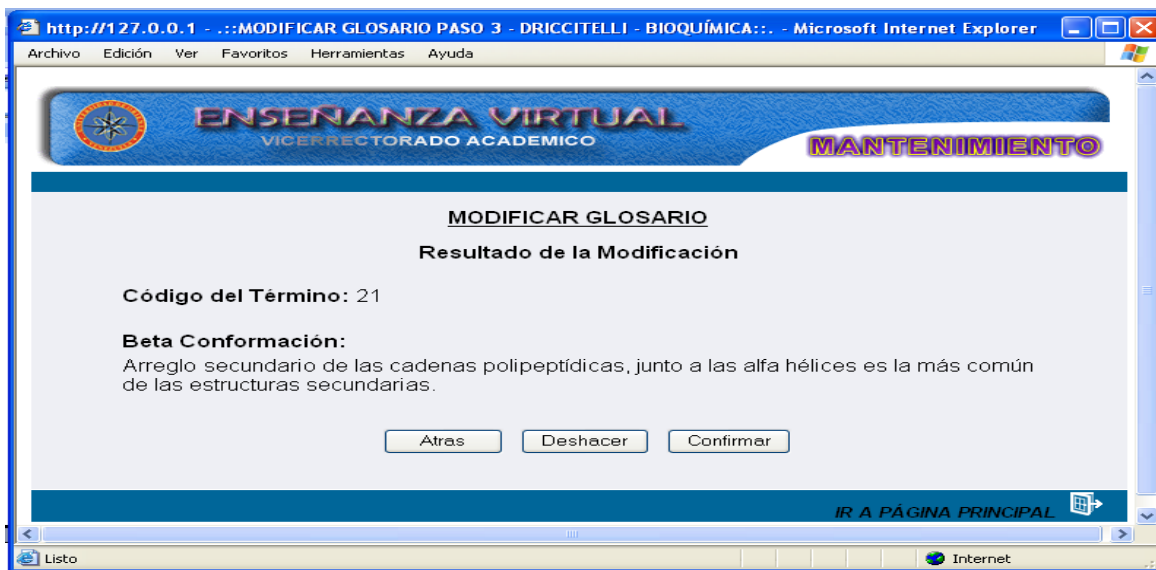 http://127.0.0.1 - .::MODIFICAR GLOSARIO PASO 3 - DRICCITELLI - BIOQUÍMICA::. - Microsoft Internet Explorer
Archivo Edición Ver Favoritos Herramientas Ayuda
ENSEÑANZA VIRTUAL
VICERRECTORADO ACADEMICO
MANTENIMIENTO
MODIFICAR GLOSARIO
Resultado de la Modificación
Código del Término: 21
Beta Conformación:
Arreglo secundario de las cadenas polipeptídicas, junto a las alfa hélices es la más común
de las estructuras secundarias.
Atras Deshacer Confirmar
IR A PÁGINA PRINCIPAL
Listo Internet